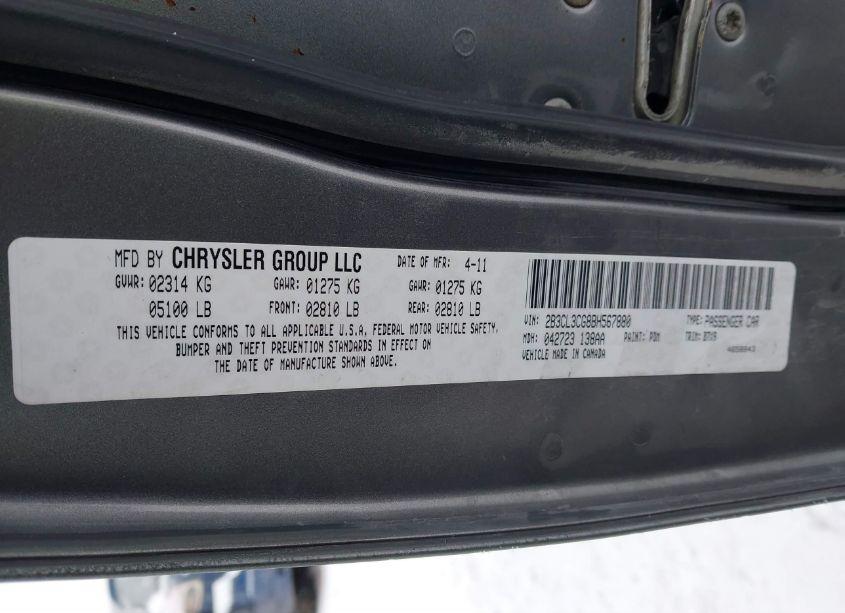 MFD BY CHRYSLER GROUP LLC DATE OF MFR: 4-11
GVWR: 02314 KG GAWR: 01275 KG GAWR: 01275 KG
05100 LB FRONT: 02810 LB REAR: 02810 LB
THIS VEHICLE CONFORMS TO ALL APPLICABLE U.S.A. FEDERAL MOTOR VEHICLE SAFETY,
BUMPER AND THEFT PREVENTION STANDARDS IN EFFECT ON
THE DATE OF MANUFACTURE SHOWN ABOVE.
VIN: 2B3CL3CG8BH567880 TYPE: PASSENGER CAR
MDH: 042723 138AA PAINT: PDM TRIM:
VEHICLE MADE IN CANADA